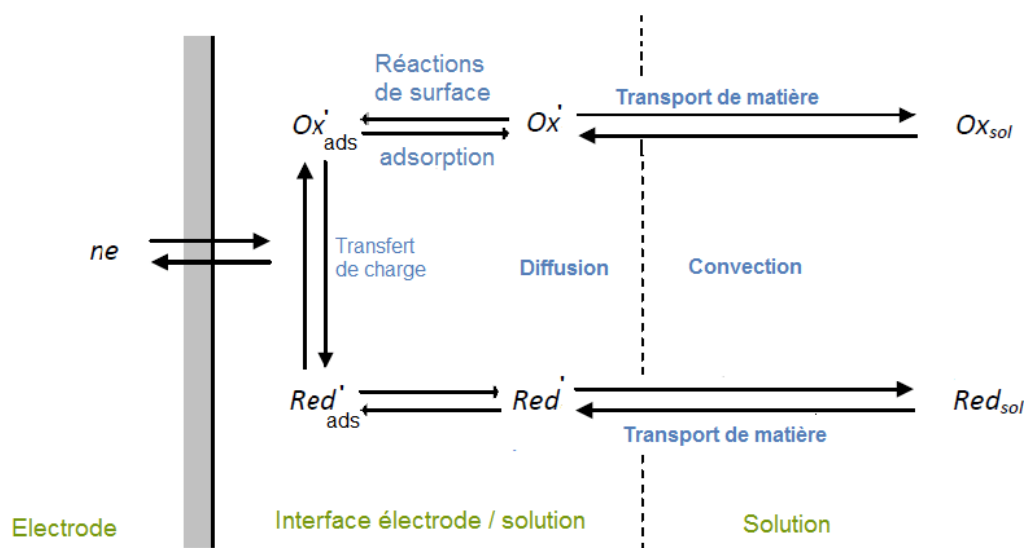 Réactions
de surface
Transport de matière
Ox'ads
Ox'
Oxsol
adsorption
ne
Transfert
de charge
Diffusion
Convection
Red'ads
Red'
Redsol
Transport de matière
Electrode
Interface électrode / solution
Solution